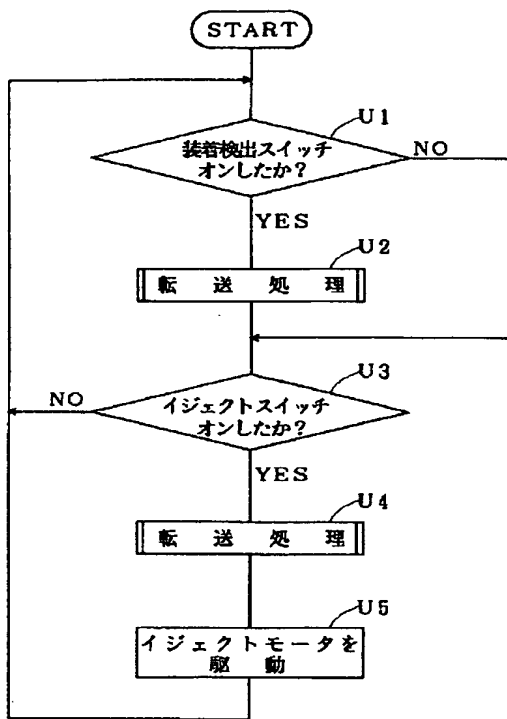 START
U1
装着検出スイッチ
オンしたか?
NO
YES
U2
転送処理
U3
イジェクトスイッチ
オンしたか?
NO
YES
U4
転送処理
U5
イジェクトモータを
駆動